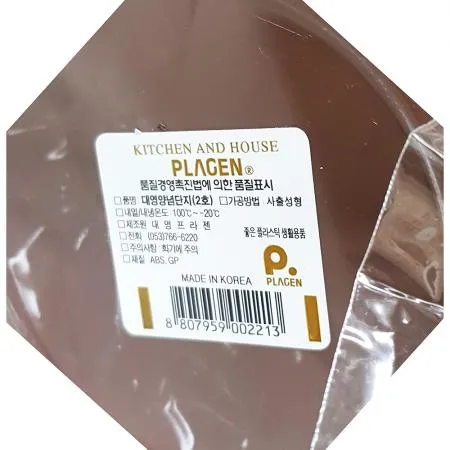 KITCHEN AND HOUSE
PLAGEN®
품질경영촉진법에 의한 품질표시
□품명 대영양념단지(2호) □가공방법 사출성형
□내열/내냉온도 100℃~-20℃
□제조원 대 영 프 라 젠
□전화 (053)766-6220
□주의사항: 화기에 주의
□재질 ABS.GP
좋은 플라스틱 생활용품
P.
PLAGEN
MADE IN KOREA
8 807959 002213